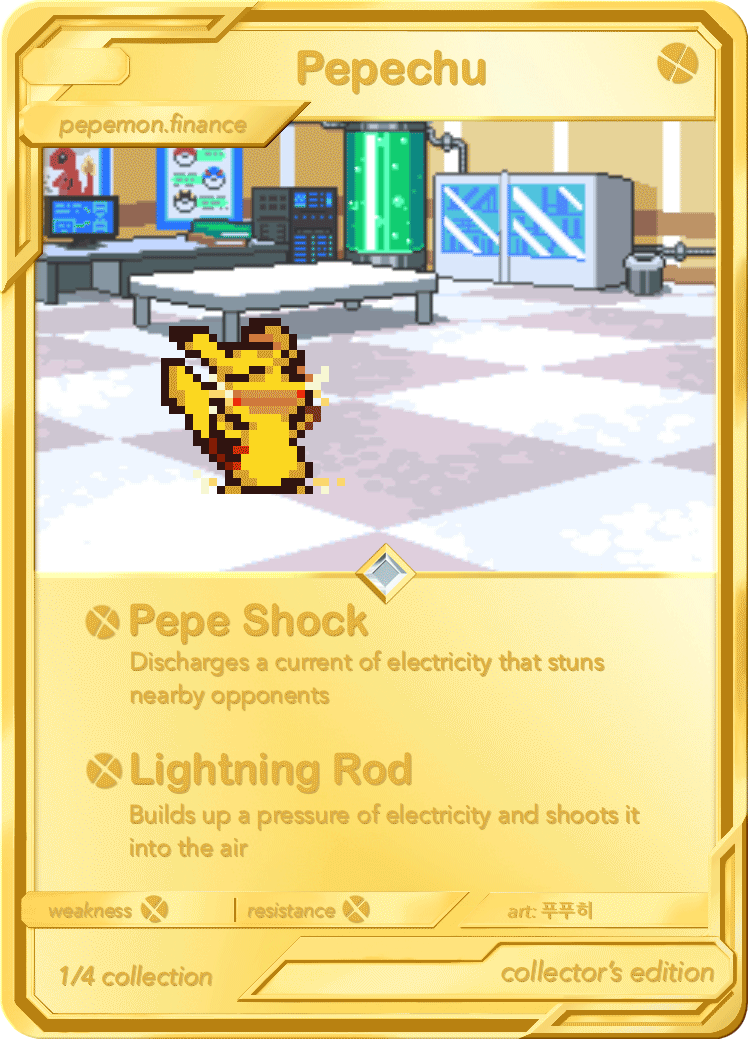 Pepechu
pepemon.finance
Pepe Shock
Discharges a current of electricity that stuns
nearby opponents
Lightning Rod
Builds up a pressure of electricity and shoots it
into the air
weakness
resistance
art: 푸푸히
1/4 collection
collector's edition